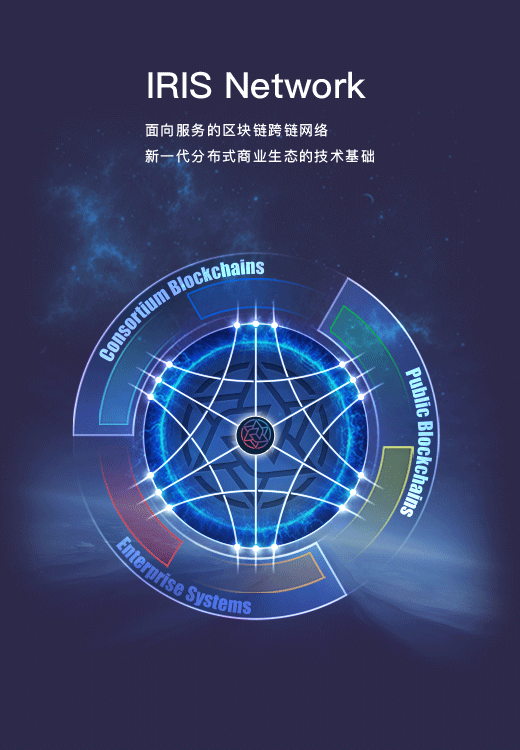 IRIS Network
面向服务的区块链跨链网络
新一代分布式商业生态的技术基础
Consortium Blockchains
Public Blockchains
Enterprise Systems